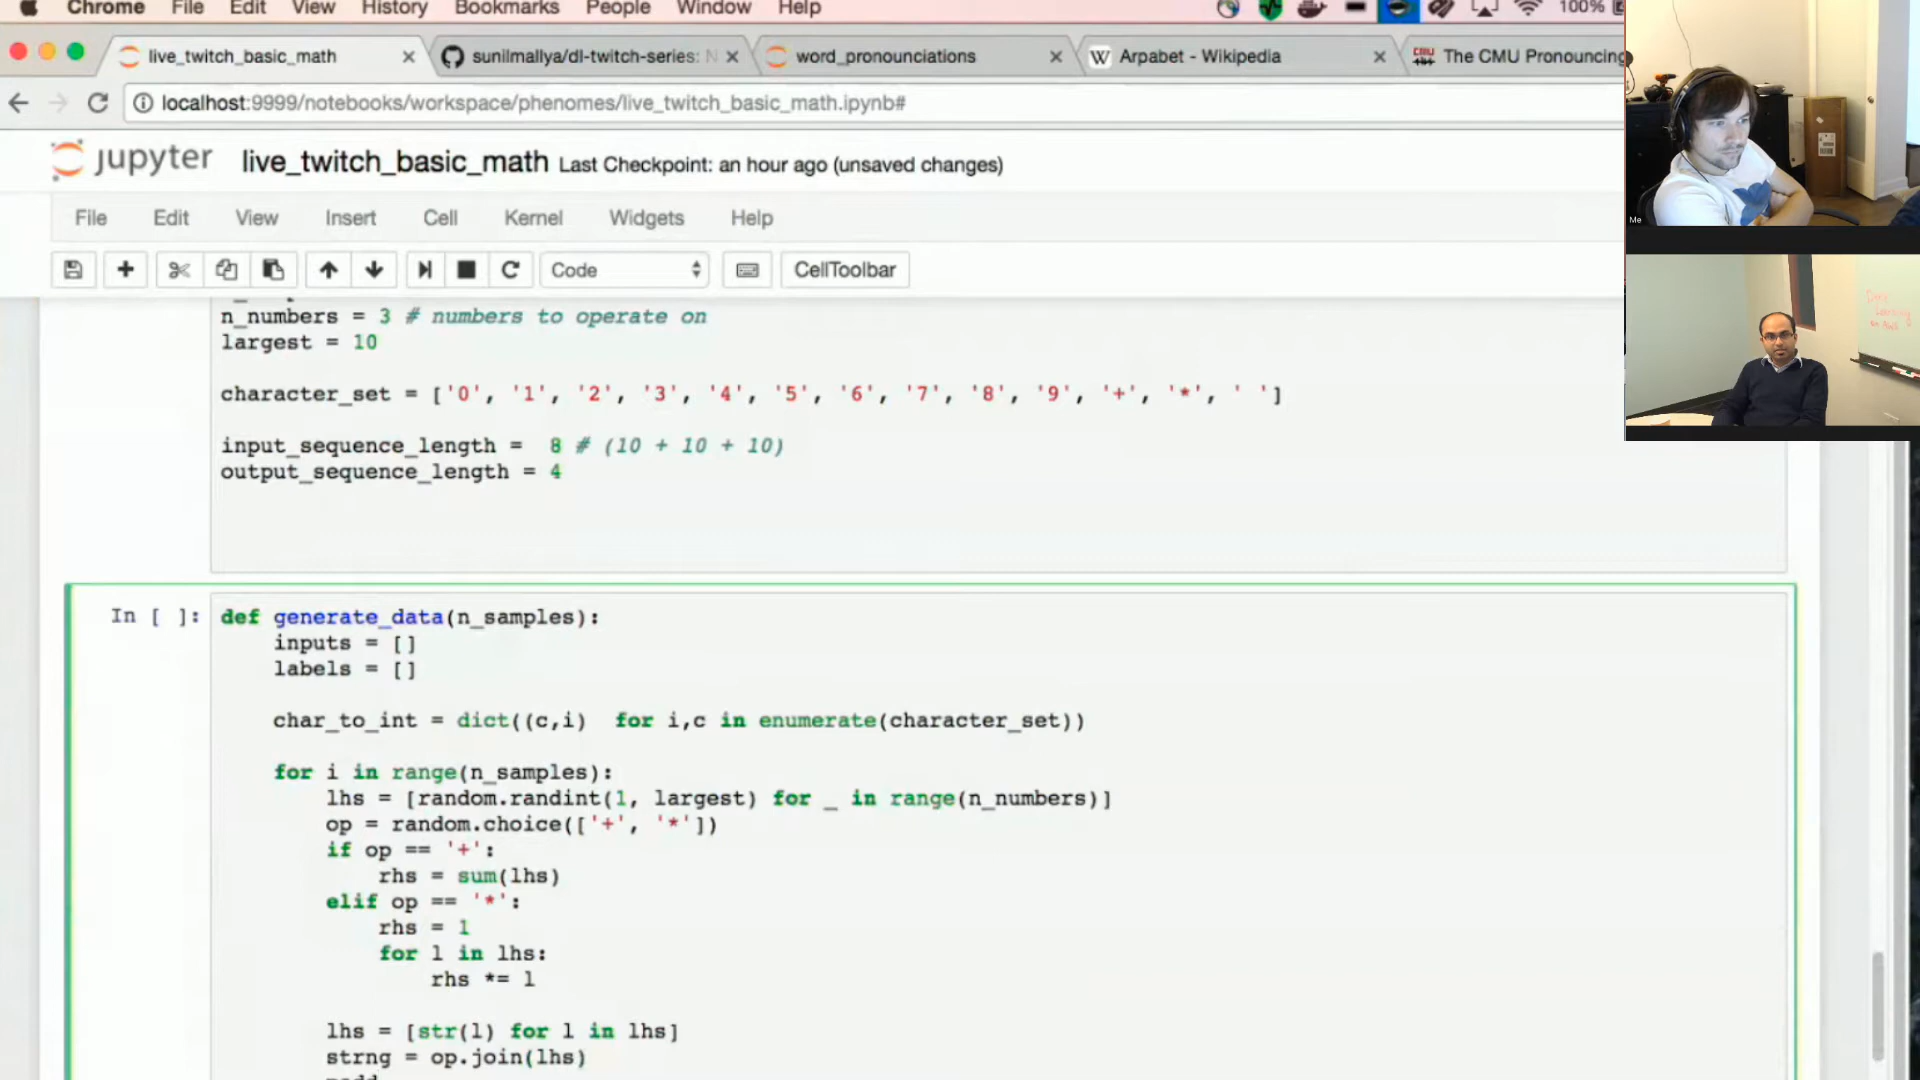 Chrome File Edit View History Bookmarks People Window Help 100%
live_twitch_basic_math sunilmallya/dl-twitch-series: N word_pronounciations W Arpabet - Wikipedia CMU The CMU Pronouncing
localhost:9999/notebooks/workspace/phenomes/live_twitch_basic_math.ipynb#
jupyter live_twitch_basic_math Last Checkpoint: an hour ago (unsaved changes)
File Edit View Insert Cell Kernel Widgets Help
Code CellToolbar
Me
n_numbers = 3 # numbers to operate on
largest = 10
character_set = ['0', '1', '2', '3', '4', '5', '6', '7', '8', '9', '+', '*', ' ']
input_sequence_length =  8 # (10 + 10 + 10)
output_sequence_length = 4
In [ ]: def generate_data(n_samples):
inputs = []
labels = []
char_to_int = dict((c,i)  for i,c in enumerate(character_set))
for i in range(n_samples):
lhs = [random.randint(1, largest) for _ in range(n_numbers)]
op = random.choice(['+', '*'])
if op == '+':
rhs = sum(lhs)
elif op == '*':
rhs = 1
for l in lhs:
rhs *= l
lhs = [str(l) for l in lhs]
strng = op.join(lhs)